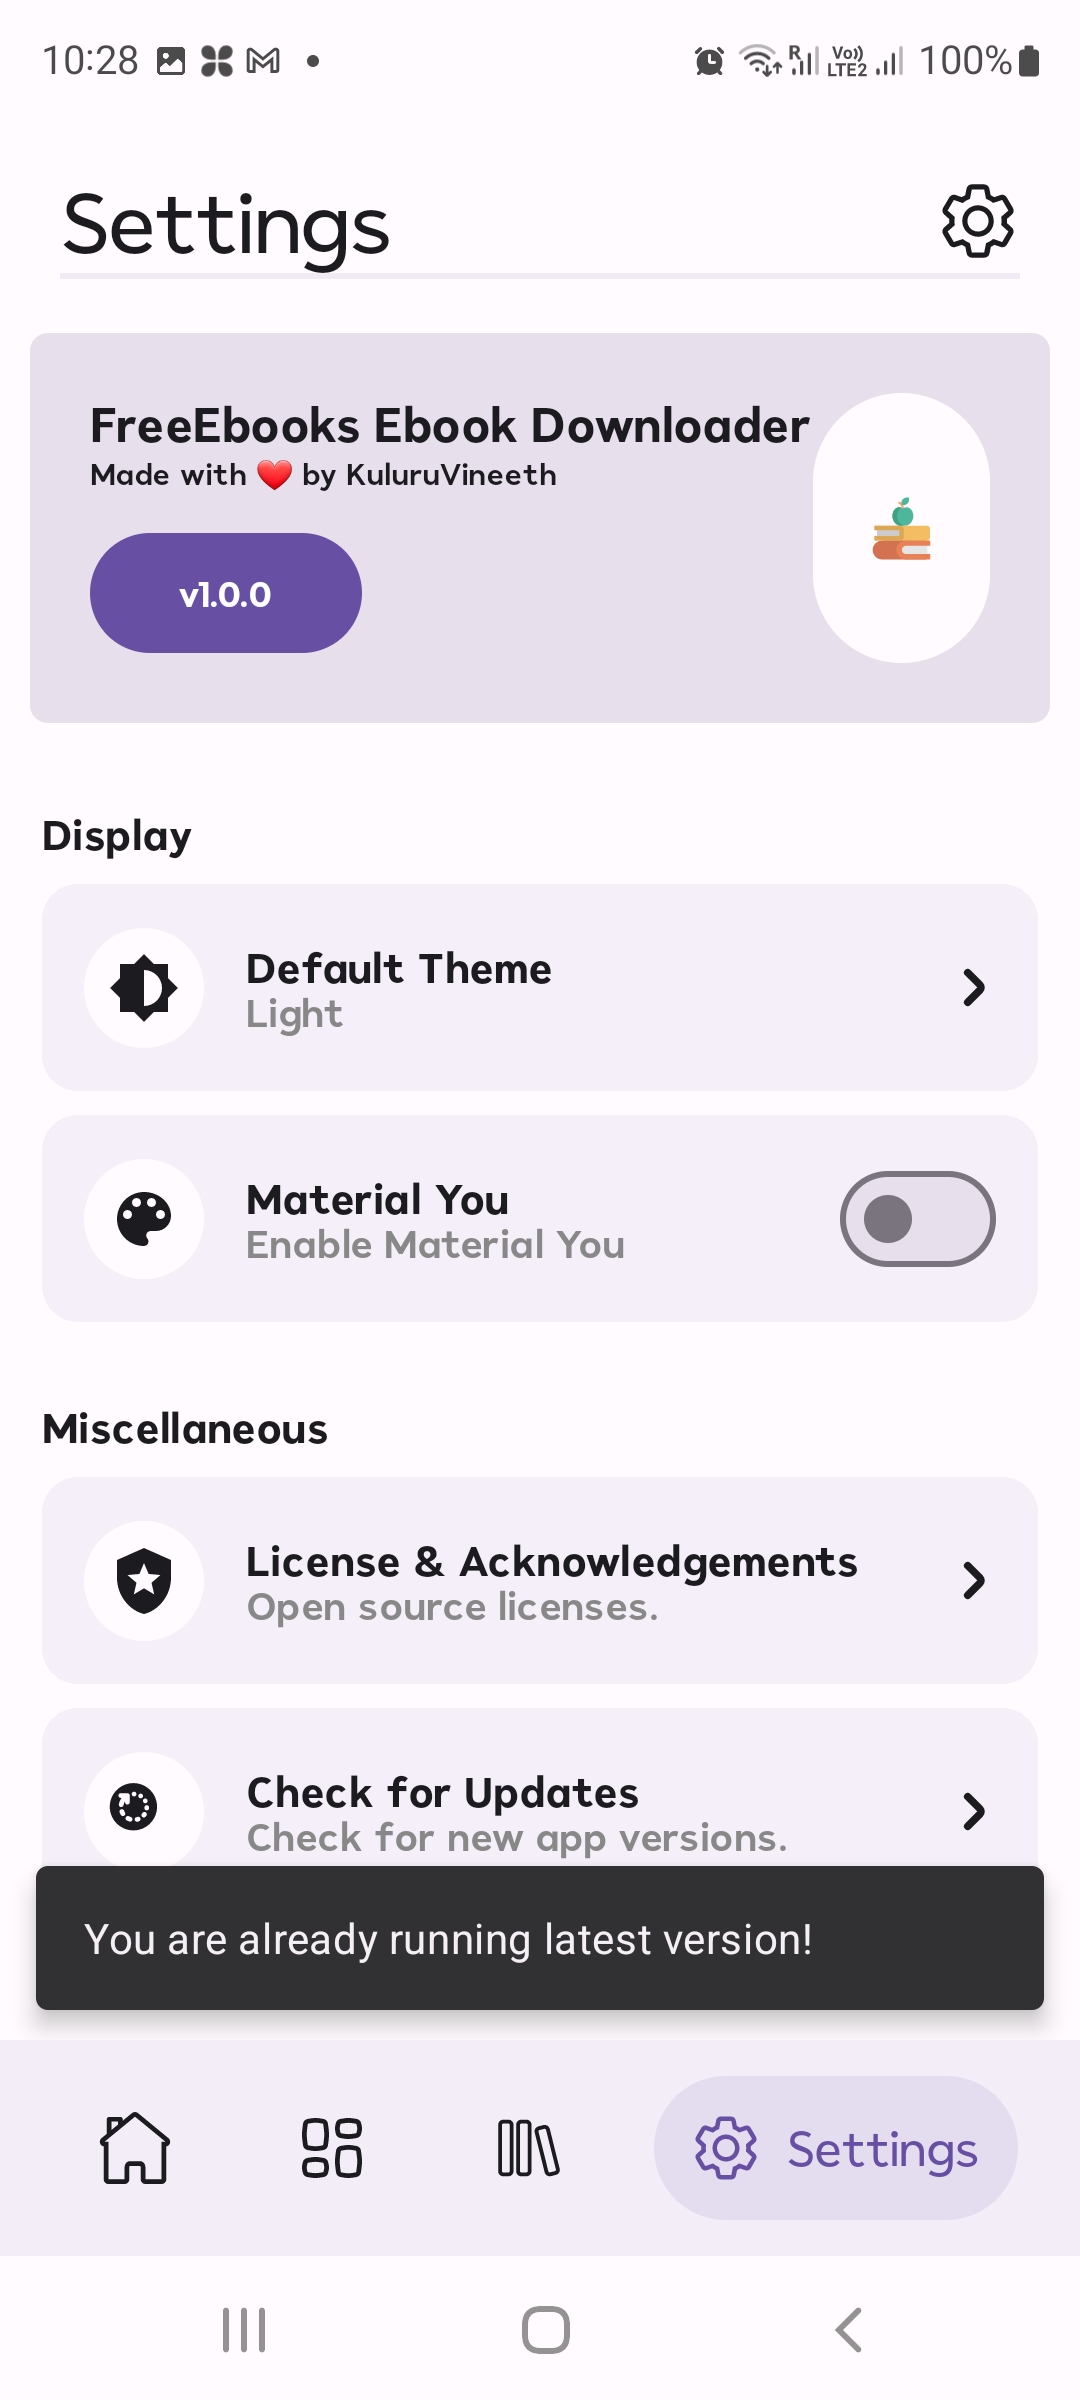 10:28
R Vo)) LTE2 100%
Settings
FreeEbooks Ebook Downloader
Made with ❤️ by KuluruVineeth
v1.0.0
Display
Default Theme
Light
Material You
Enable Material You
Miscellaneous
License & Acknowledgements
Open source licenses.
Check for Updates
Check for new app versions.
You are already running latest version!
Settings